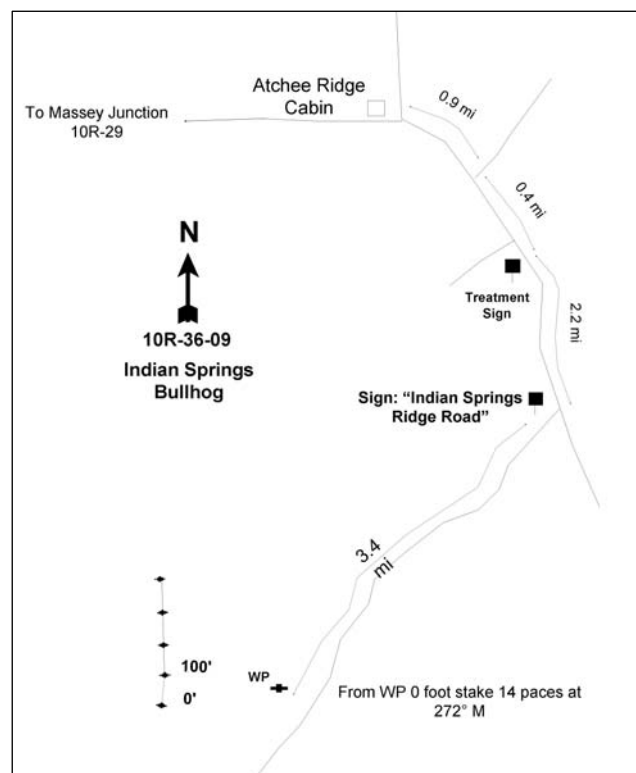 Atchee Ridge
Cabin
To Massey Junction
10R-29
0.9 mi
0.4 mi
N
Treatment
Sign
2.2 mi
10R-36-09
Indian Springs
Bullhog
Sign: “Indian Springs
Ridge Road”
3.4
mi
100'
0'
WP
From WP 0 foot stake 14 paces at
272° M